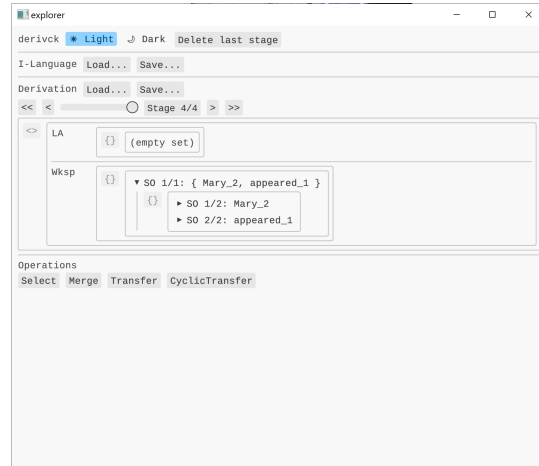 explorer
derivck ☀ Light 🌙 Dark Delete last stage
I-Language Load... Save...
Derivation Load... Save...
<< < Stage 4/4 > >>
<> LA {} (empty set)
Wksp {} ▼ SO 1/1: { Mary_2, appeared_1 }
{} ▶ SO 1/2: Mary_2
▶ SO 2/2: appeared_1
Operations
Select Merge Transfer CyclicTransfer